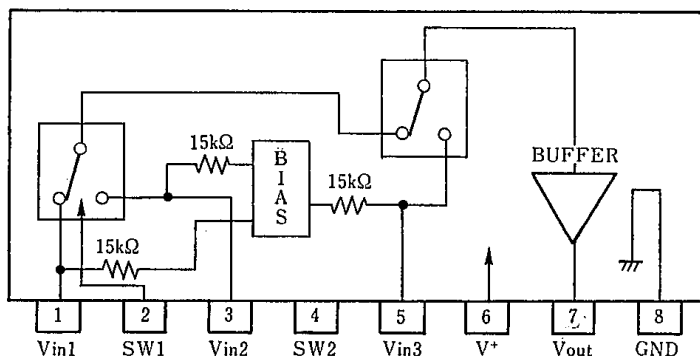 15kΩ
BIAS
15kΩ
BUFFER
15kΩ
1 2 3 4 5 6 7 8
Vin1 SW1 Vin2 SW2 Vin3 V+ Vout GND